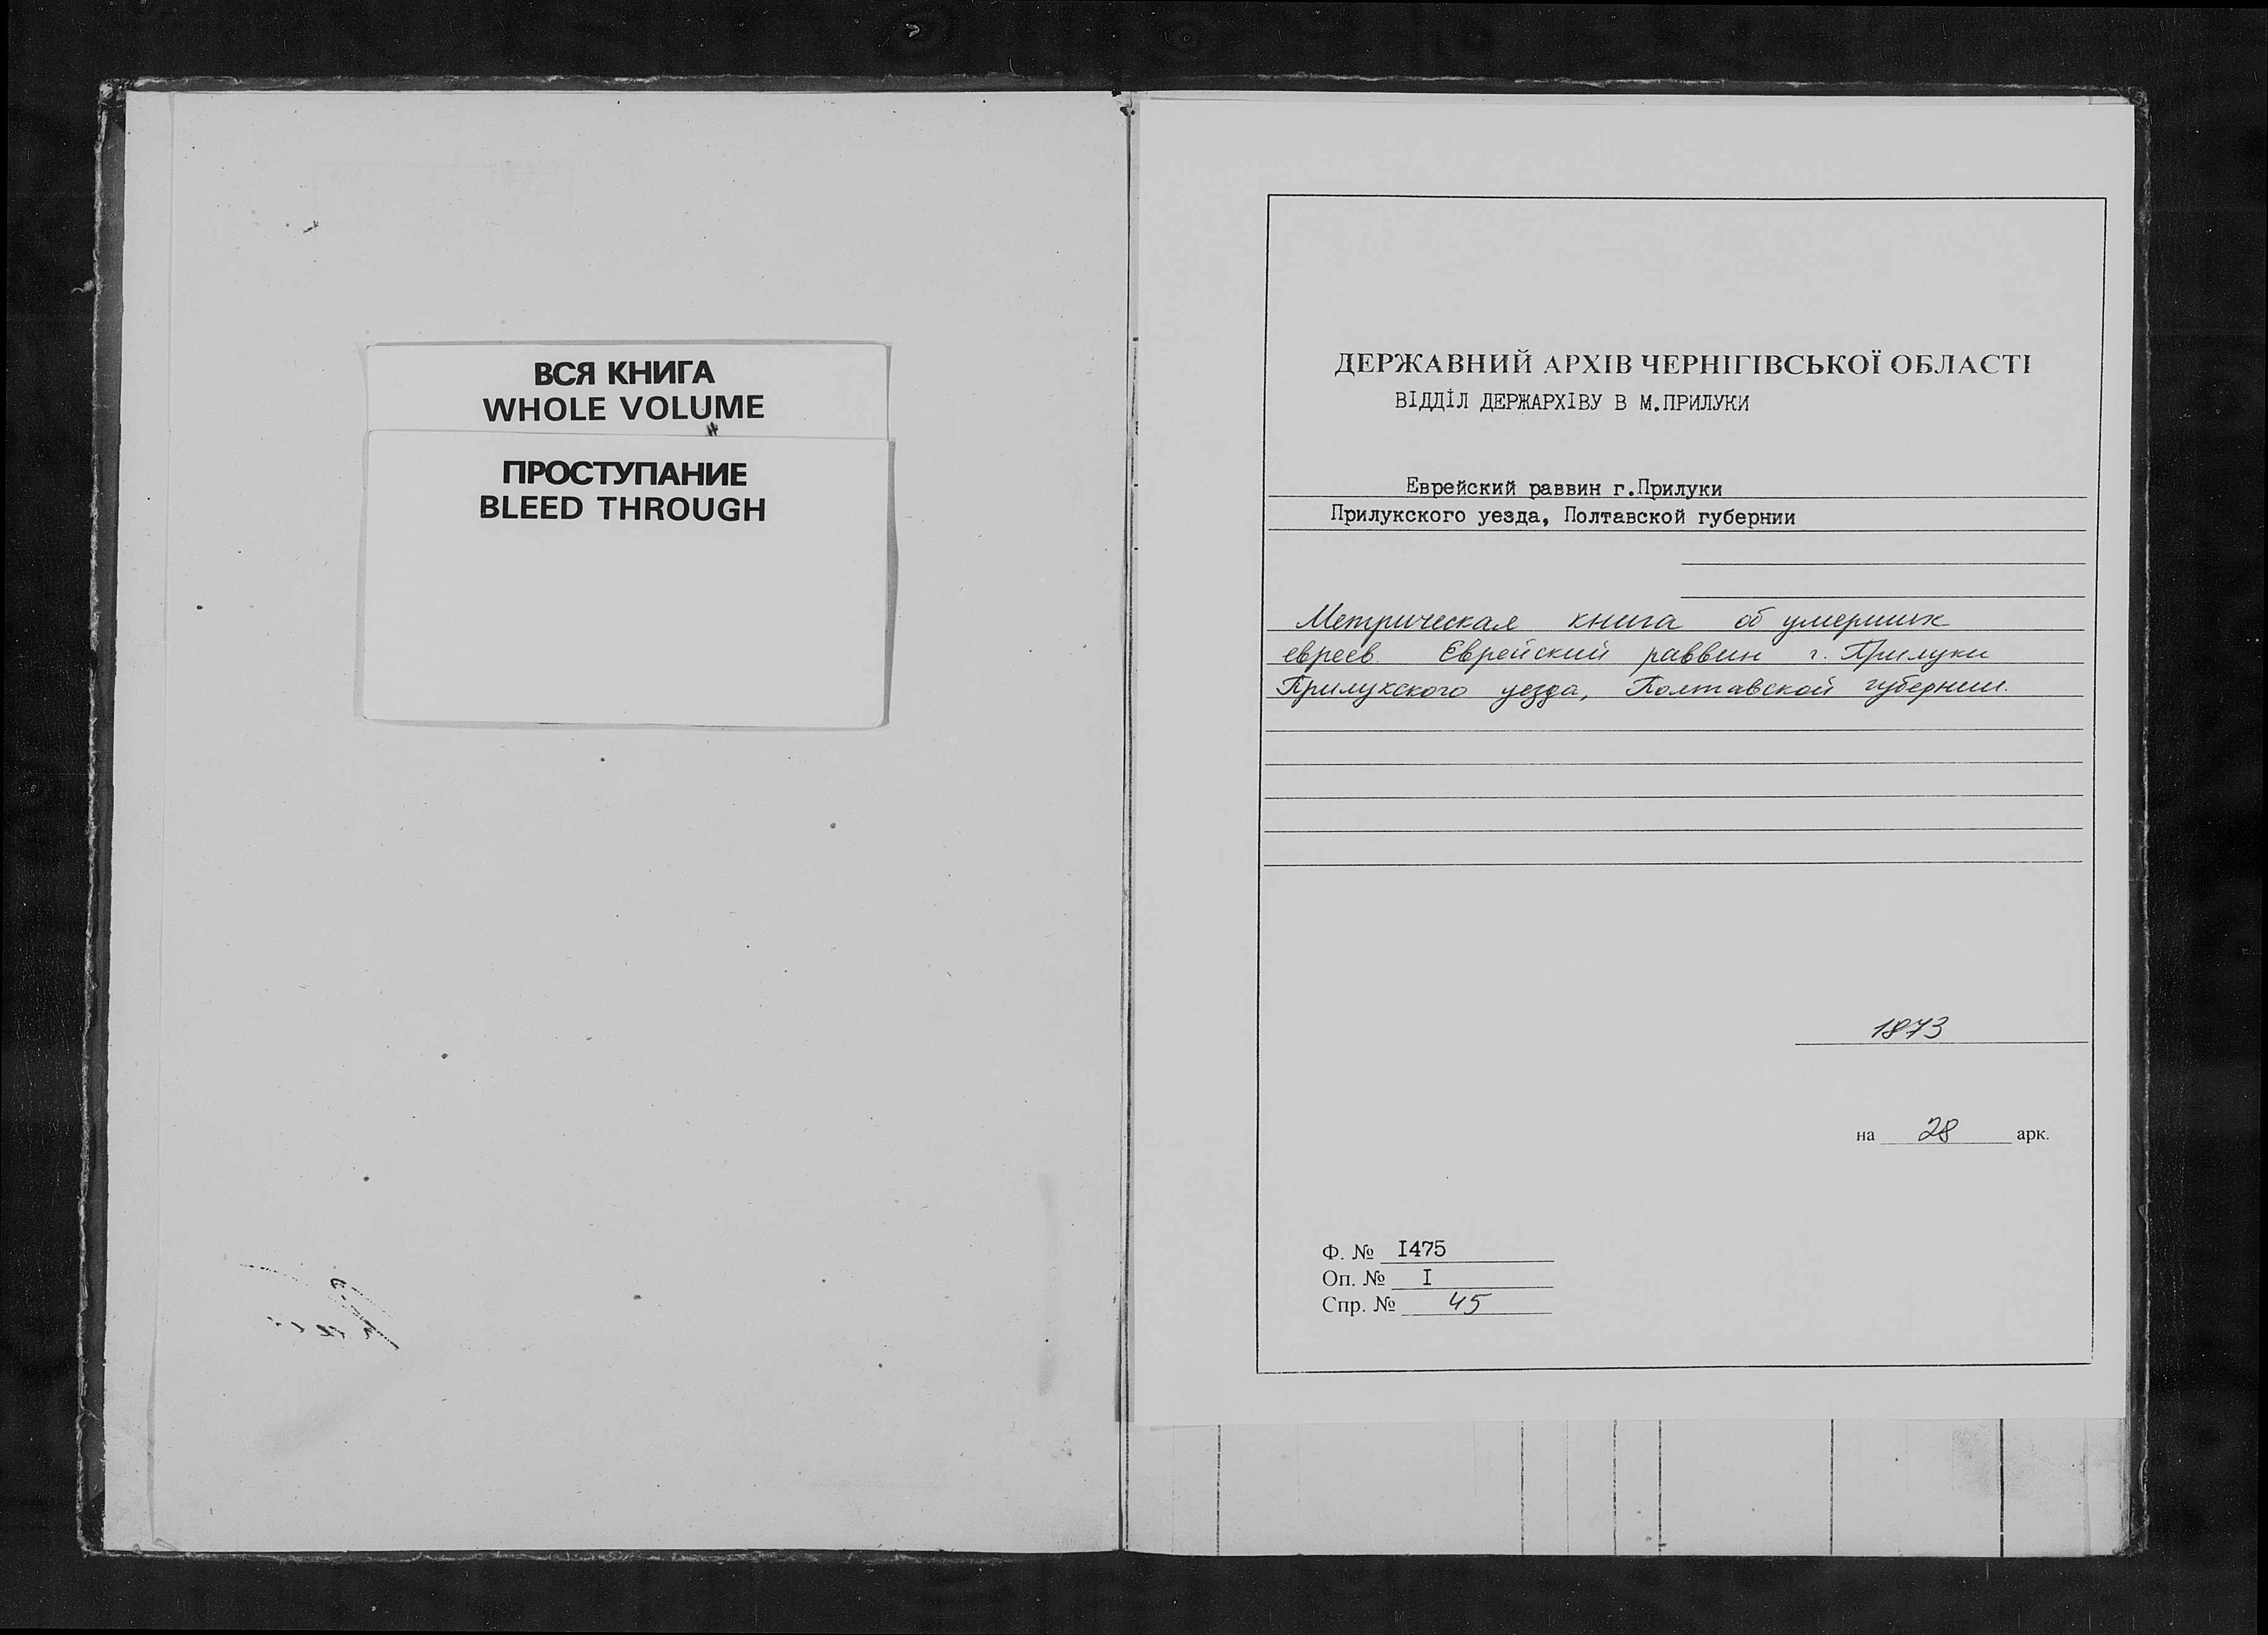 ВСЯ КНИГА
WHOLE VOLUME
ПРОСТУПАНИЕ
BLEED THROUGH
ДЕРЖАВНИЙ АРХІВ ЧЕРНІГІВСЬКОЇ ОБЛАСТІ
ВІДДІЛ ДЕРЖАРХІВУ В М.ПРИЛУКИ
Еврейский раввин г.Прилуки
Прилукского уезда, Полтавской губернии
Метрическая книга об умерших
евреев. Еврейский раввин г. Прилуки
Прилукского уезда, Полтавской губернии.
1873
на 28 арк.
Ф. № I475
Оп. № I
Спр. № 45